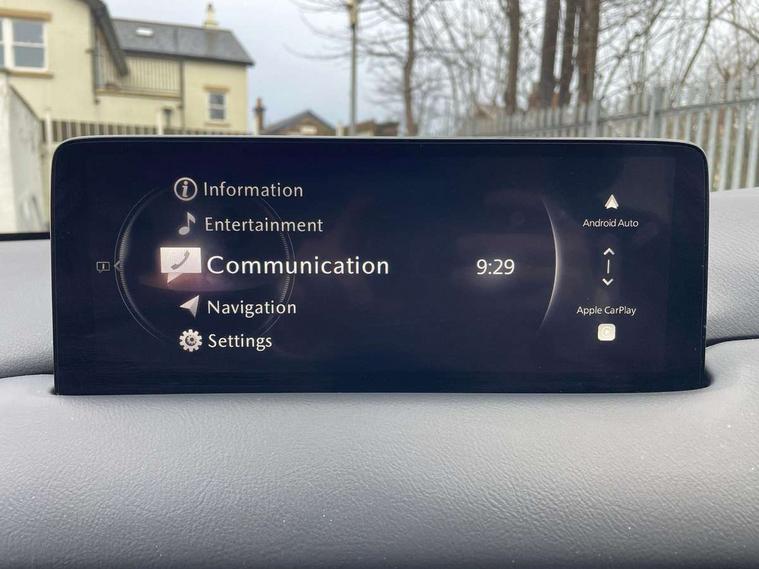 Information
Entertainment
Communication
Navigation
Settings
9:29
Android Auto
Apple CarPlay